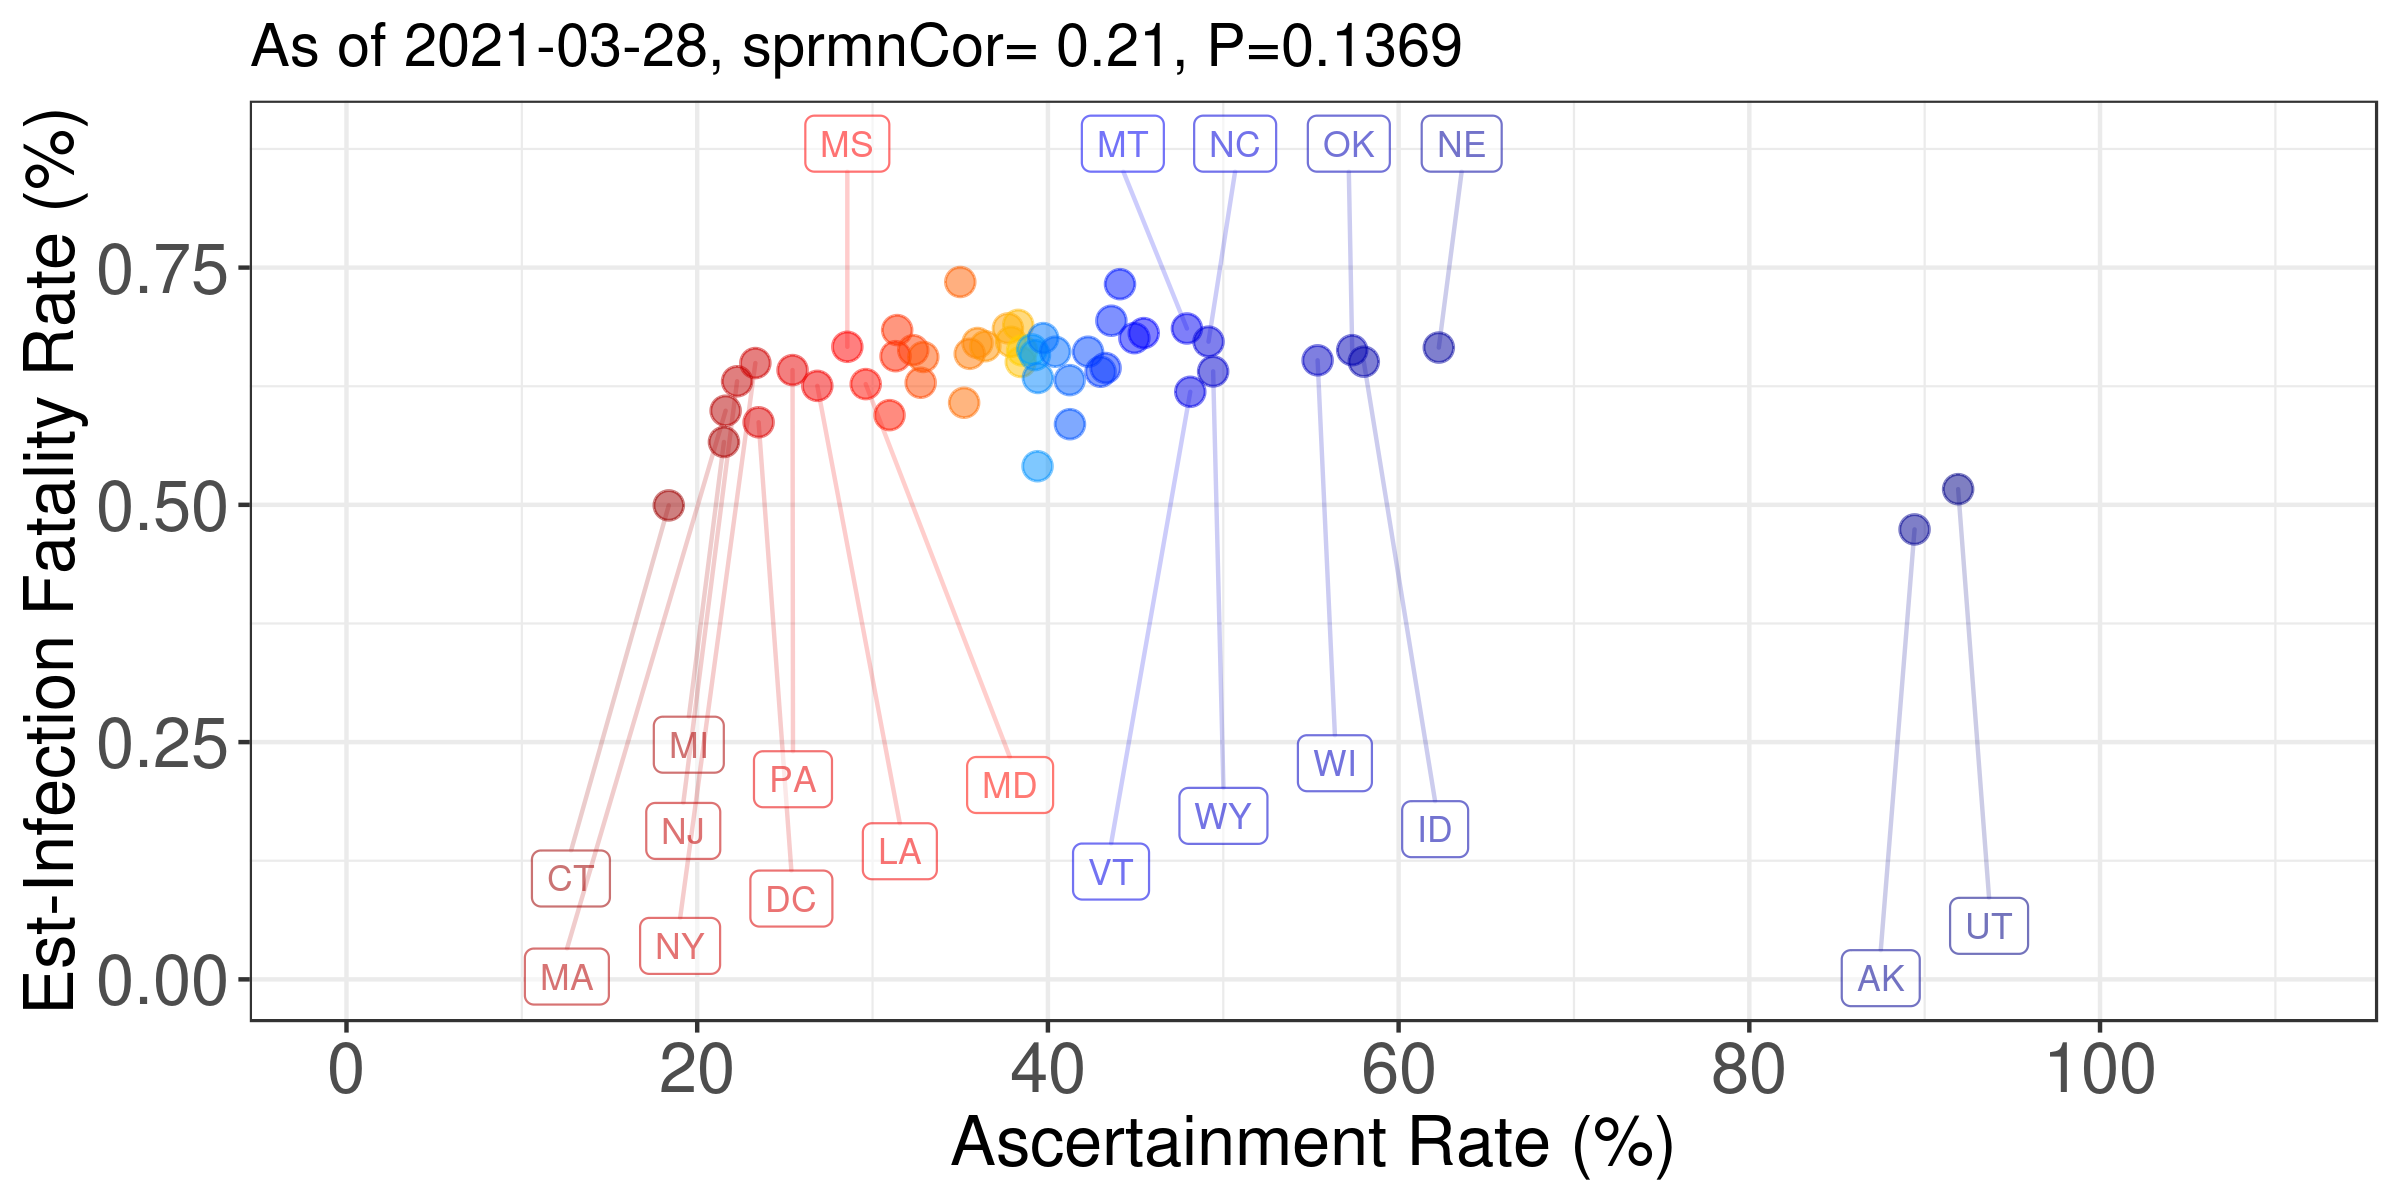 As of 2021-03-28, sprmnCor= 0.21, P=0.1369
Est-Infection Fatality Rate (%)
0.75
0.50
0.25
0.00
MS
MT
NC
OK
NE
MI
PA
MD
WI
NJ
LA
WY
ID
CT
DC
VT
NY
UT
MA
AK
0
20
40
60
80
100
Ascertainment Rate (%)